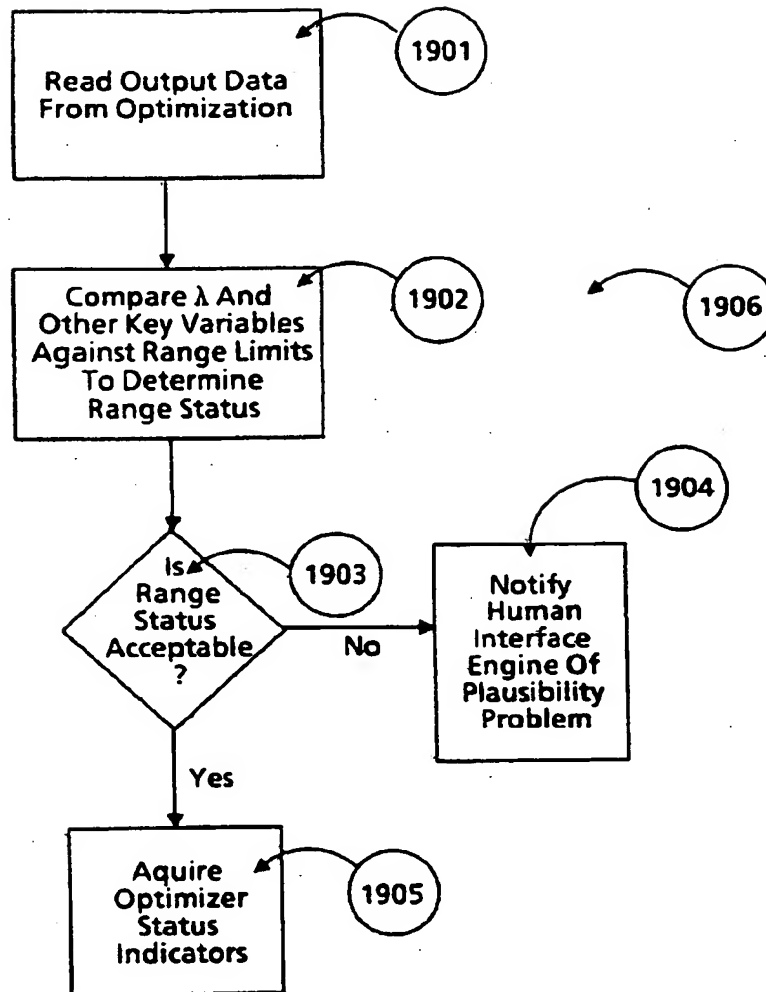 1901
Read Output Data
From Optimization
1902
Compare λ And
Other Key Variables
Against Range Limits
To Determine
Range Status
1906
1904
1903
Is
Range
Status
Acceptable
?
No
Notify
Human
Interface
Engine Of
Plausibility
Problem
Yes
Aquire
Optimizer
Status
Indicators
1905